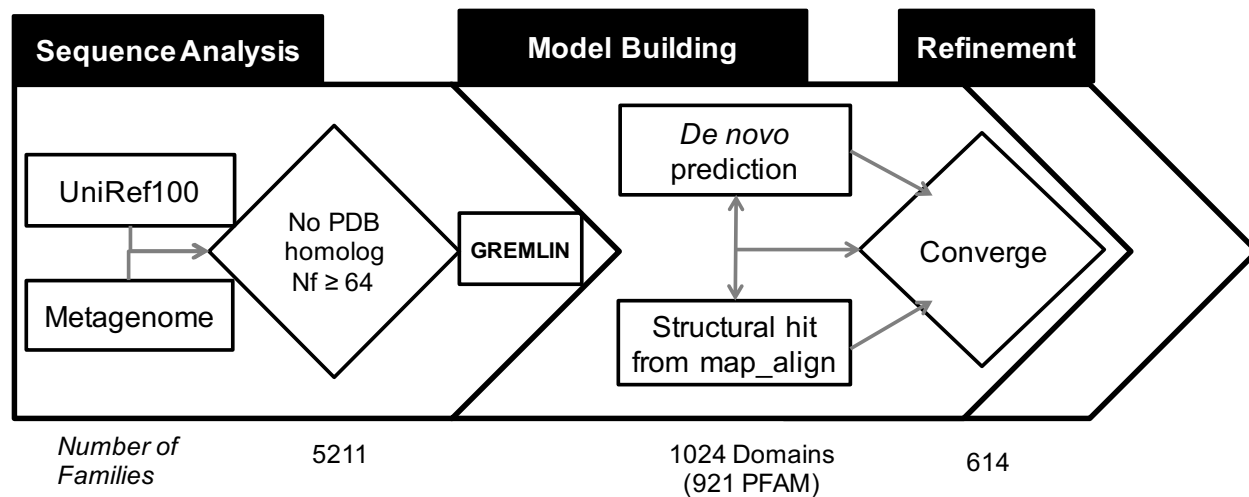 Sequence Analysis
Model Building
Refinement
UniRef100
Metagenome
No PDB
homolog
Nf ≥ 64
GREMLIN
De novo
prediction
Structural hit
from map_align
Converge
Number of
Families
5211
1024 Domains
(921 PFAM)
614